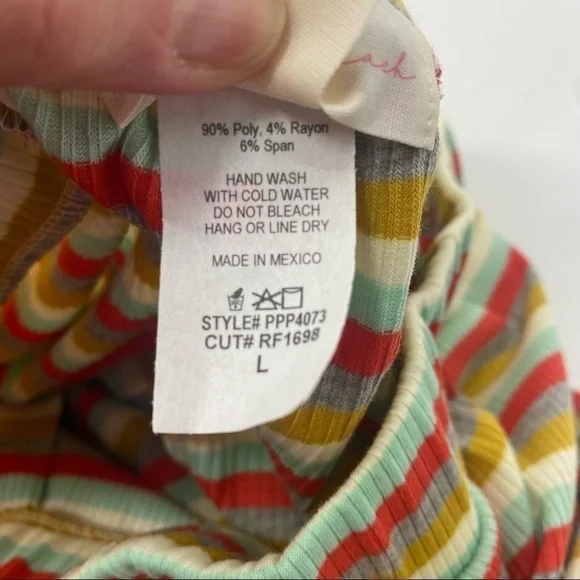 each
90% Poly, 4% Rayon
6% Span
HAND WASH
WITH COLD WATER
DO NOT BLEACH
HANG OR LINE DRY
MADE IN MEXICO
STYLE# PPP4073
CUT# RF1698
L